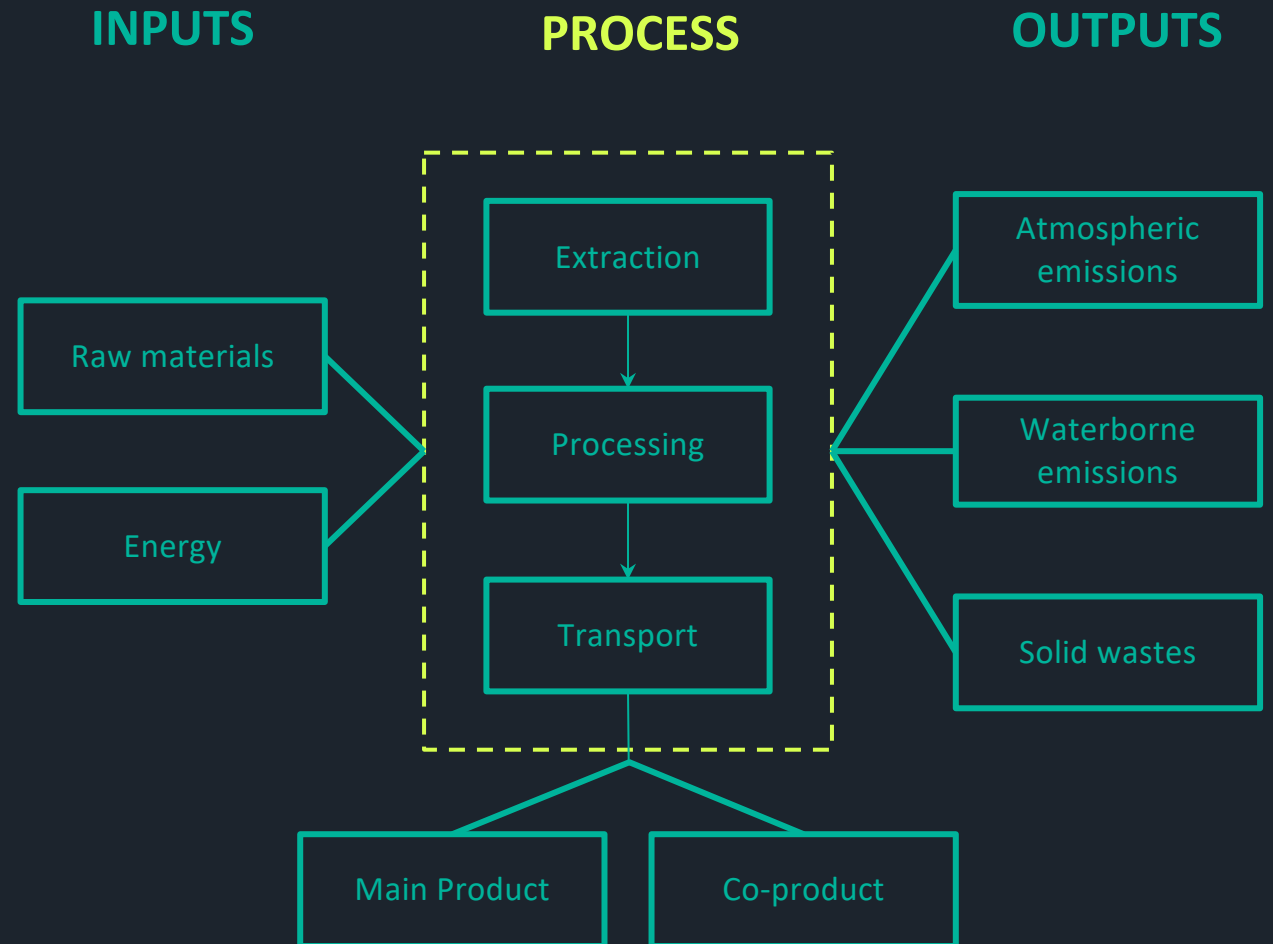 INPUTS
PROCESS
OUTPUTS
Extraction
Atmospheric
emissions
Raw materials
Processing
Waterborne
emissions
Energy
Transport
Solid wastes
Main Product
Co-product